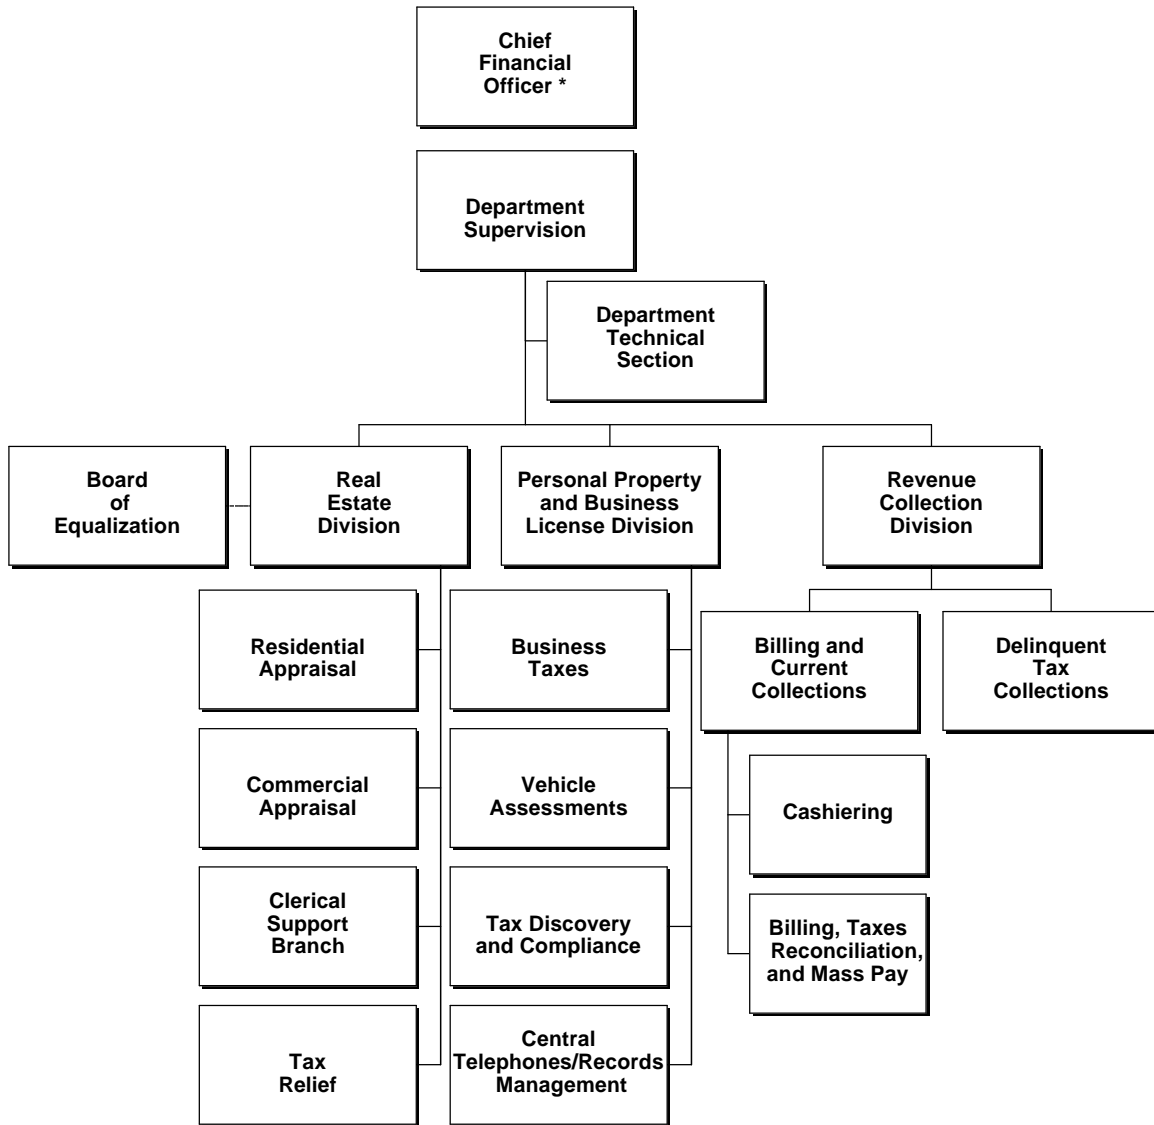 Chief
Financial
Officer *
Department
Supervision
Department
Technical
Section
Board
of
Equalization
Real
Estate
Division
Personal Property
and Business
License Division
Revenue
Collection
Division
Residential
Appraisal
Business
Taxes
Billing and
Current
Collections
Delinquent
Tax
Collections
Commercial
Appraisal
Vehicle
Assessments
Cashiering
Clerical
Support
Branch
Tax Discovery
and Compliance
Billing, Taxes
Reconciliation,
and Mass Pay
Tax
Relief
Central
Telephones/Records
Management